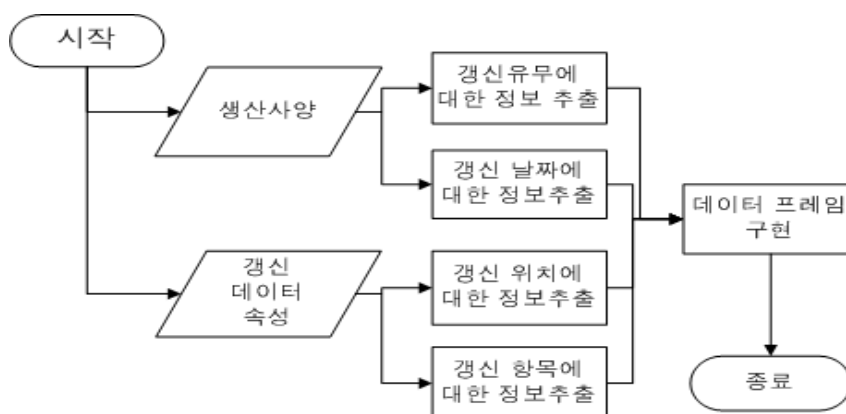 시작
생산사양
갱신유무에
대한 정보 추출
갱신 날짜에
대한 정보추출
갱신
데이터
속성
갱신 위치에
대한 정보추출
갱신 항목에
대한 정보추출
데이터 프레임
구현
종료